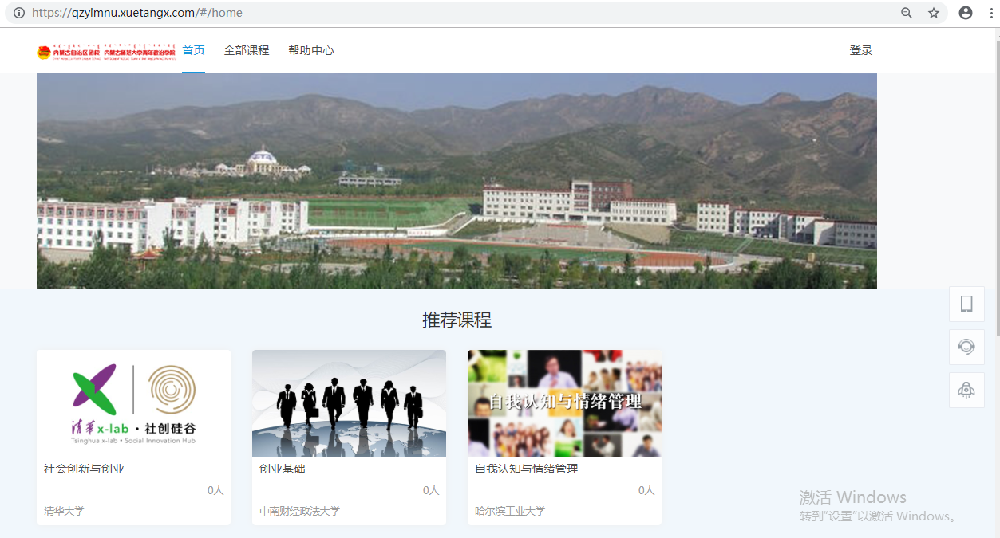 https://qzyimnu.xuetangx.com/#/home
内蒙古自治区团校 内蒙古师范大学青年政治学院
首页 全部课程 帮助中心 登录
推荐课程
清华x-lab·社创硅谷
Tsinghua x-lab·Social Innovation Hub
自我认知与情绪管理
社会创新与创业 创业基础 自我认知与情绪管理
0人 0人 0人
清华大学 中南财经政法大学 哈尔滨工业大学
激活 Windows
转到“设置”以激活 Windows。